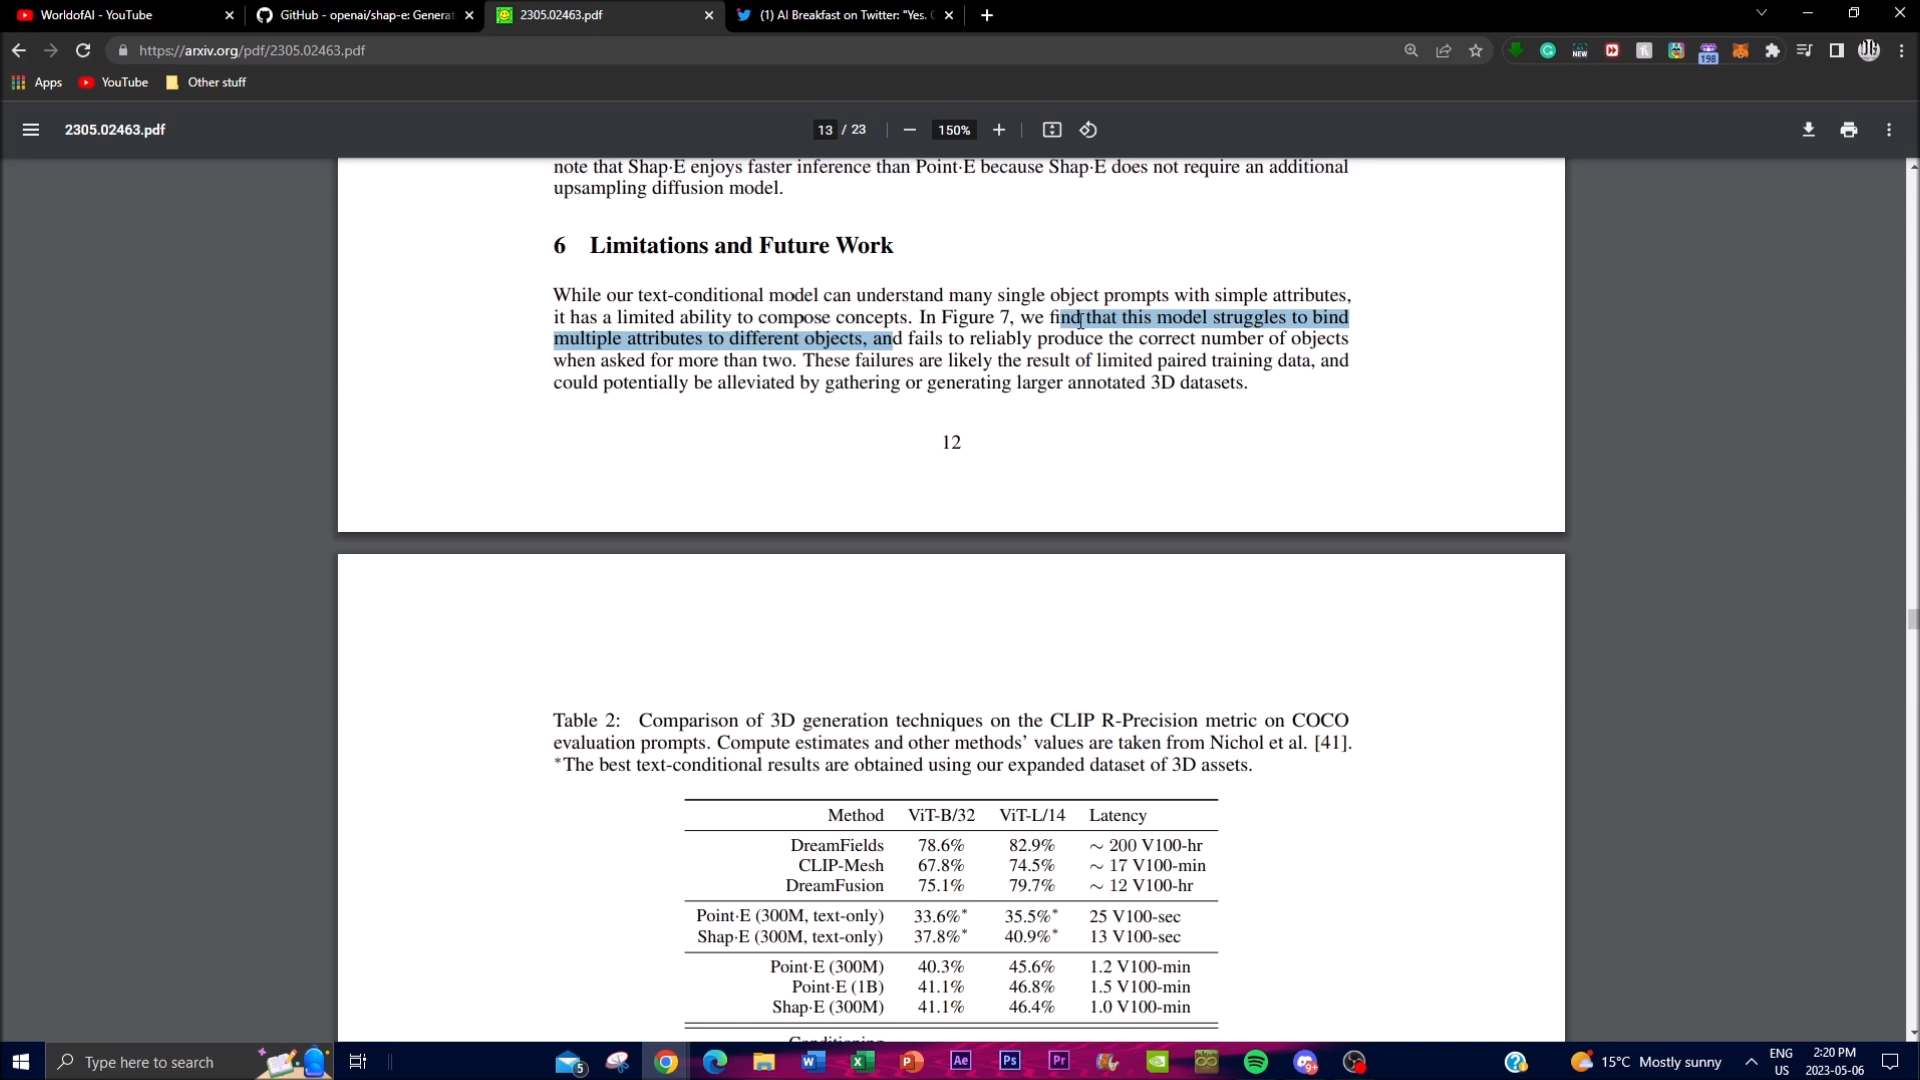 WorldofAI - YouTube
GitHub - openai/shap-e: Generat
2305.02463.pdf
(1) AI Breakfast on Twitter: "Yes.
https://arxiv.org/pdf/2305.02463.pdf
NEW
198
Apps
YouTube
Other stuff
2305.02463.pdf
13 / 23
150%
note that Shap·E enjoys faster inference than Point·E because Shap·E does not require an additional
upsampling diffusion model.
6 Limitations and Future Work
While our text-conditional model can understand many single object prompts with simple attributes,
it has a limited ability to compose concepts. In Figure 7, we find that this model struggles to bind
multiple attributes to different objects, and fails to reliably produce the correct number of objects
when asked for more than two. These failures are likely the result of limited paired training data, and
could potentially be alleviated by gathering or generating larger annotated 3D datasets.
12
Table 2: Comparison of 3D generation techniques on the CLIP R-Precision metric on COCO
evaluation prompts. Compute estimates and other methods' values are taken from Nichol et al. [41].
*The best text-conditional results are obtained using our expanded dataset of 3D assets.
Method ViT-B/32 ViT-L/14 Latency
DreamFields 78.6% 82.9% ∼ 200 V100-hr
CLIP-Mesh 67.8% 74.5% ∼ 17 V100-min
DreamFusion 75.1% 79.7% ∼ 12 V100-hr
Point·E (300M, text-only) 33.6%* 35.5%* 25 V100-sec
Shap·E (300M, text-only) 37.8%* 40.9%* 13 V100-sec
Point·E (300M) 40.3% 45.6% 1.2 V100-min
Point·E (1B) 41.1% 46.8% 1.5 V100-min
Shap·E (300M) 41.1% 46.4% 1.0 V100-min
Type here to search
5
Ae
Ps
Pr
9+
15°C Mostly sunny
ENG
US
2:20 PM
2023-05-06